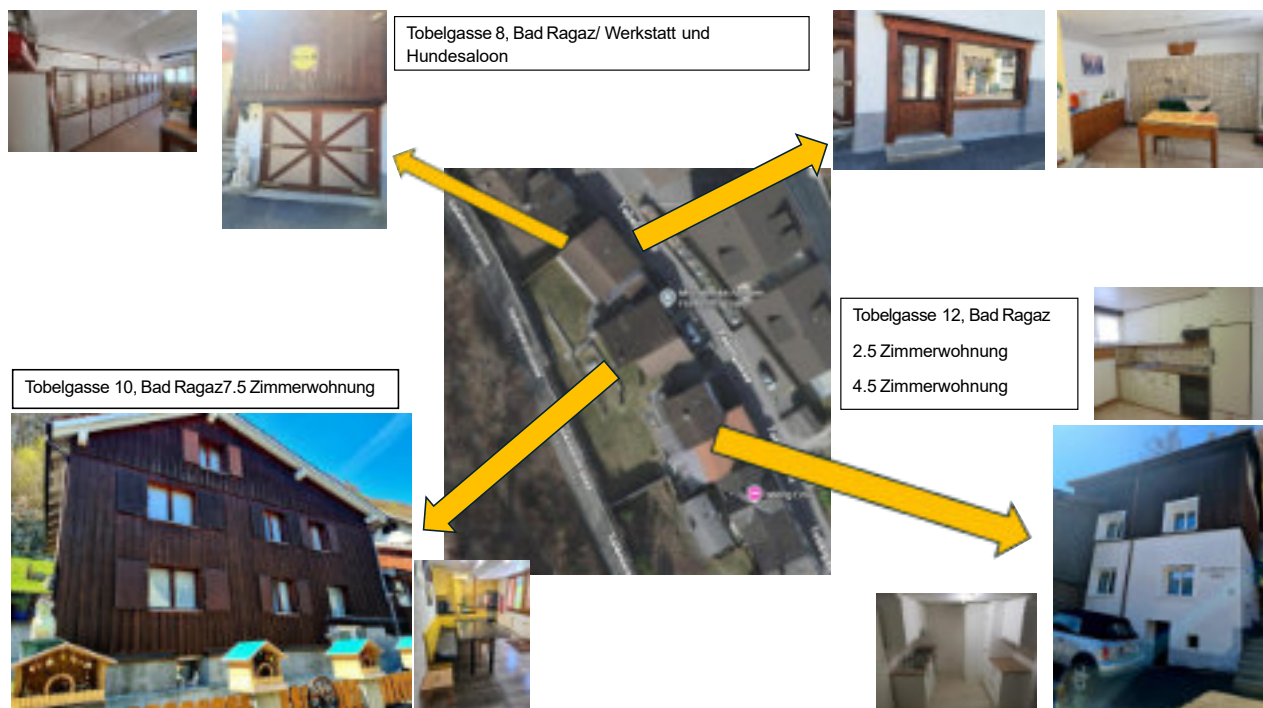 Tobelgasse 8, Bad Ragaz/ Werkstatt und
Hundesaloon
Tobelgasse 12, Bad Ragaz
2.5 Zimmerwohnung
4.5 Zimmerwohnung
Tobelgasse 10, Bad Ragaz7.5 Zimmerwohnung